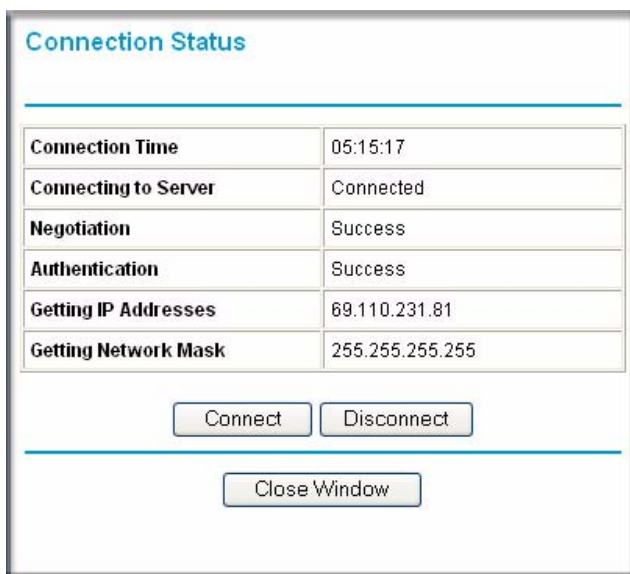 Connection Status
Connection Time 05:15:17
Connecting to Server Connected
Negotiation Success
Authentication Success
Getting IP Addresses 69.110.231.81
Getting Network Mask 255.255.255.255
Connect Disconnect
Close Window